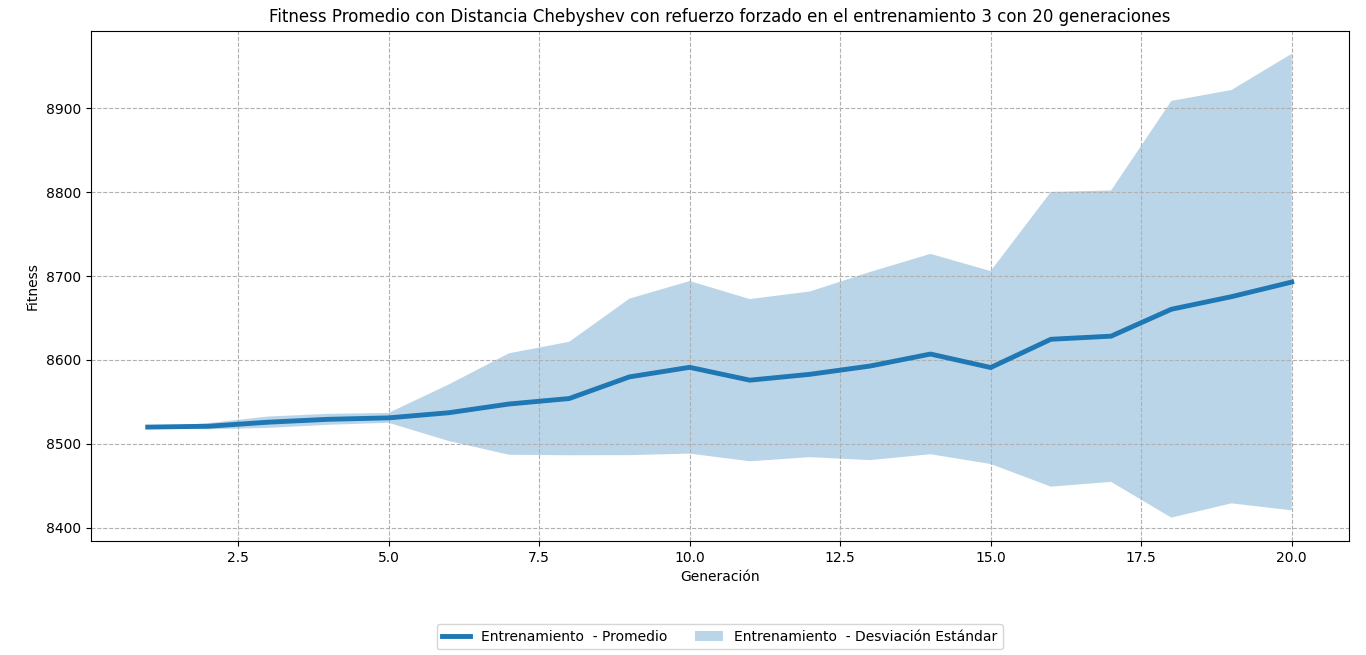 Fitness Promedio con Distancia Chebyshev con refuerzo forzado en el entrenamiento 3 con 20 generaciones
8900
8800
8700
8600
8500
8400
Fitness
2.5 5.0 7.5 10.0 12.5 15.0 17.5 20.0
Generación
Entrenamiento - Promedio Entrenamiento - Desviación Estándar